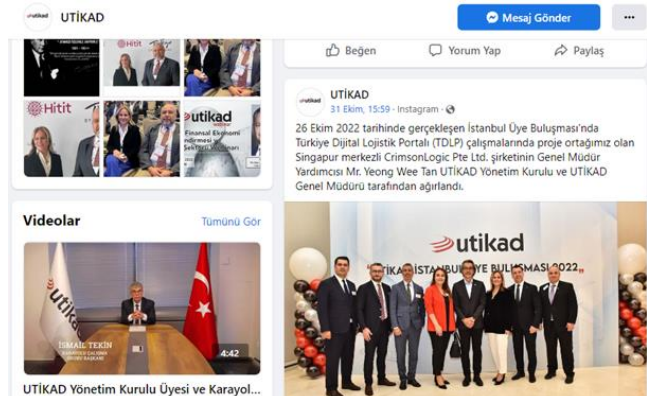 utikad
UTİKAD
Mesaj Gönder
Hitit
utikad
Videolar
Tümünü Gör
utikad
İSMAİL TEKİN
4:42
UTİKAD Yönetim Kurulu Üyesi ve Karayol...
Beğen
Yorum Yap
Paylaş
UTİKAD
31 Ekim, 15:59 · Instagram ·
26 Ekim 2022 tarihinde gerçekleşen İstanbul Üye Buluşması'nda
Türkiye Dijital Lojistik Portalı (TDLP) çalışmalarında proje ortağımız olan
Singapur merkezli CrimsonLogic Pte Ltd. şirketinin Genel Müdür
Yardımcısı Mr. Yeong Wee Tan UTİKAD Yönetim Kurulu ve UTİKAD
Genel Müdürü tarafından ağırlandı.
utikad
İSTANBUL ÜYE BULUŞMASI 2022